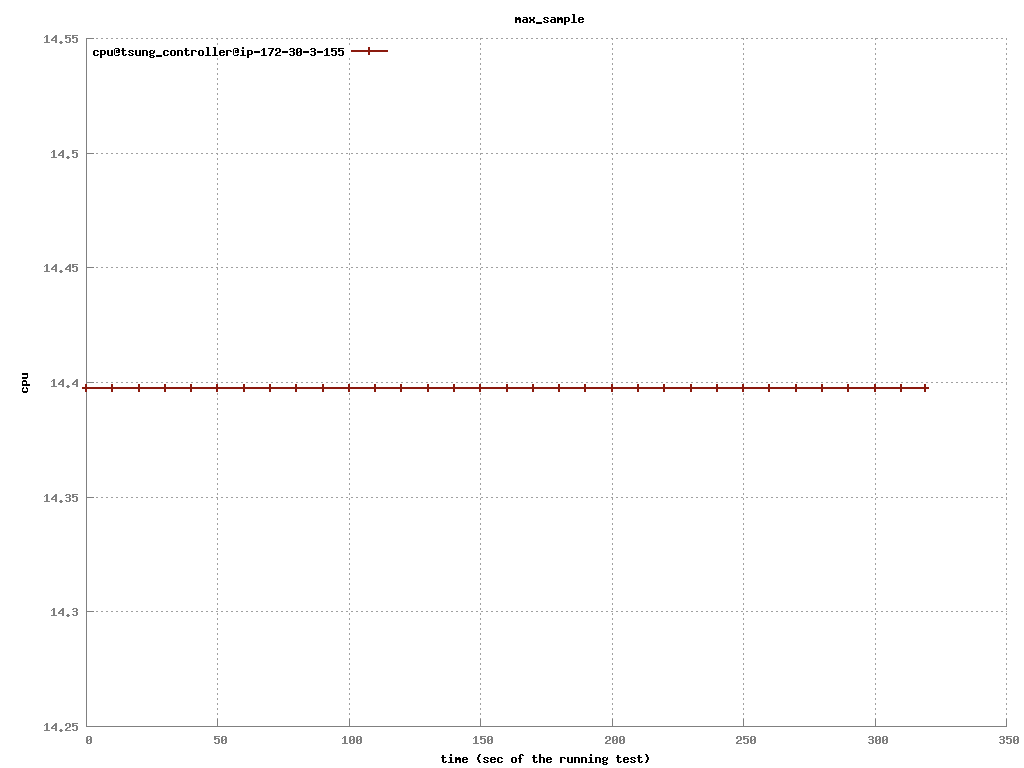 max_sample
cpu@tsung_controller@ip-172-30-3-155
14.55
14.5
14.45
14.4
14.35
14.3
14.25
cpu
0 50 100 150 200 250 300 350
time (sec of the running test)